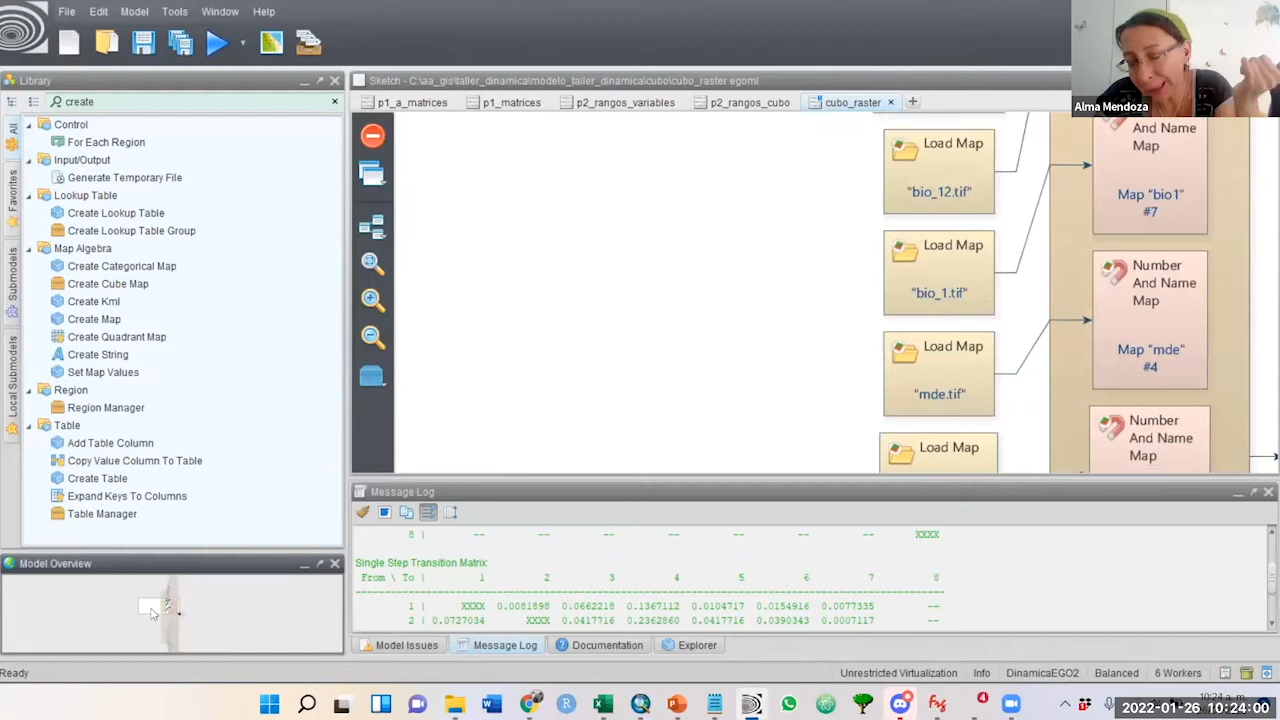 File Edit Model Tools Window Help
Library
create
All
Favorites
Submodels
Local Submodels
Control
For Each Region
Input/Output
Generate Temporary File
Lookup Table
Create Lookup Table
Create Lookup Table Group
Map Algebra
Create Categorical Map
Create Cube Map
Create Kml
Create Map
Create Quadrant Map
Create String
Set Map Values
Region
Region Manager
Table
Add Table Column
Copy Value Column To Table
Create Table
Expand Keys To Columns
Table Manager
Model Overview
Sketch - C:\aa_gis\taller_dinamica\modelo_taller_dinamica\cubo\cubo_raster egoml
p1_a_matrices p1_matrices p2_rangos_variables p2_rangos_cubo cubo_raster
Load Map
"bio_12.tif"
Load Map
"bio_1.tif"
Load Map
"mde.tif"
Load Map
And Name
Map
Map "bio1"
#7
Number
And Name
Map
Map "mde"
#4
Number
And Name
Map
Alma Mendoza
Message Log
8 | -- -- -- -- -- -- -- XXXX
Single Step Transition Matrix:
From \ To | 1 2 3 4 5 6 7 8
1 | XXXX 0.0081898 0.0662218 0.1367112 0.0104717 0.0154916 0.0077335 --
2 | 0.0727034 XXXX 0.0417716 0.2362860 0.0417716 0.0390343 0.0007117 --
Model Issues Message Log Documentation Explorer
Ready Unrestricted Virtualization Info DinamicaEGO2 Balanced 6 Workers
4
10:24 a. m.
2022-01-26 10:24:00